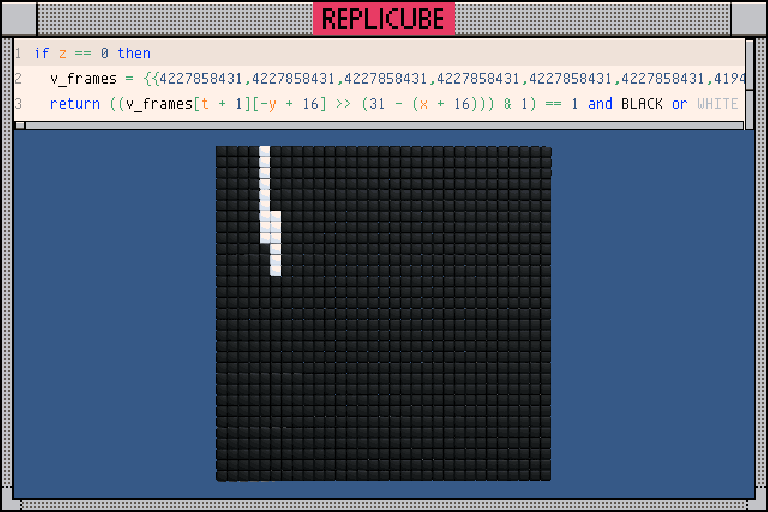 REPLICUBE
1 if z == 0 then
2 v_frames = {{4227858431,4227858431,4227858431,4227858431,4227858431,4227858431,4194
3 return ((v_frames[t + 1][-y + 16] >> (31 - (x + 16))) & 1) == 1 and BLACK or WHITE